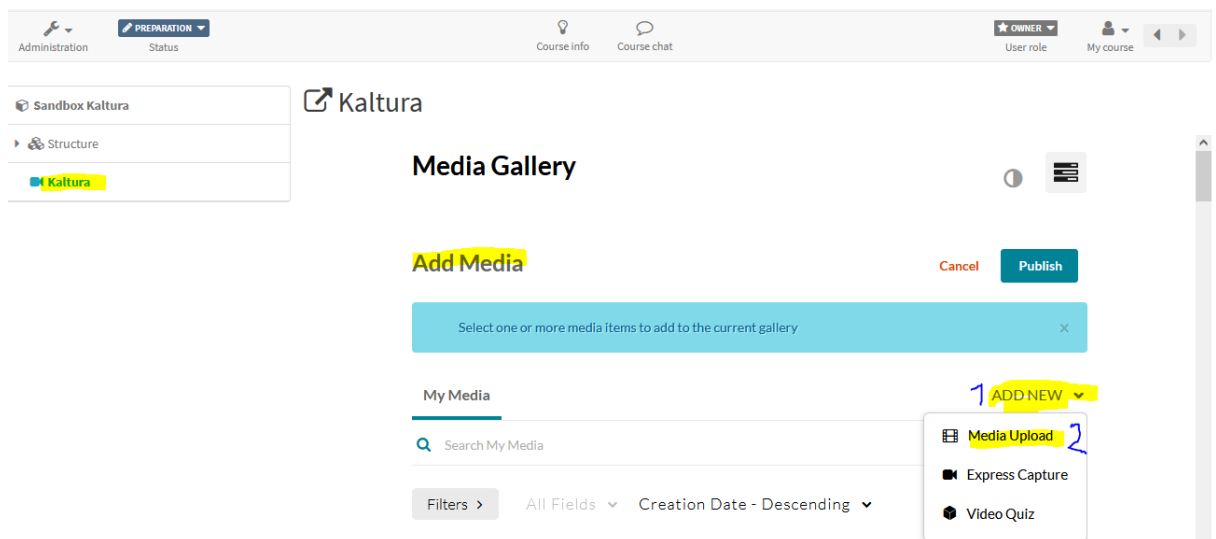 PREPARATION
OWNER
Administration
Status
Course info
Course chat
User role
My course
Sandbox Kaltura
Structure
Kaltura
Kaltura
Media Gallery
Add Media
Cancel
Publish
Select one or more media items to add to the current gallery
My Media
1 ADD NEW
Search My Media
Media Upload 2
Express Capture
Video Quiz
Filters
All Fields
Creation Date - Descending